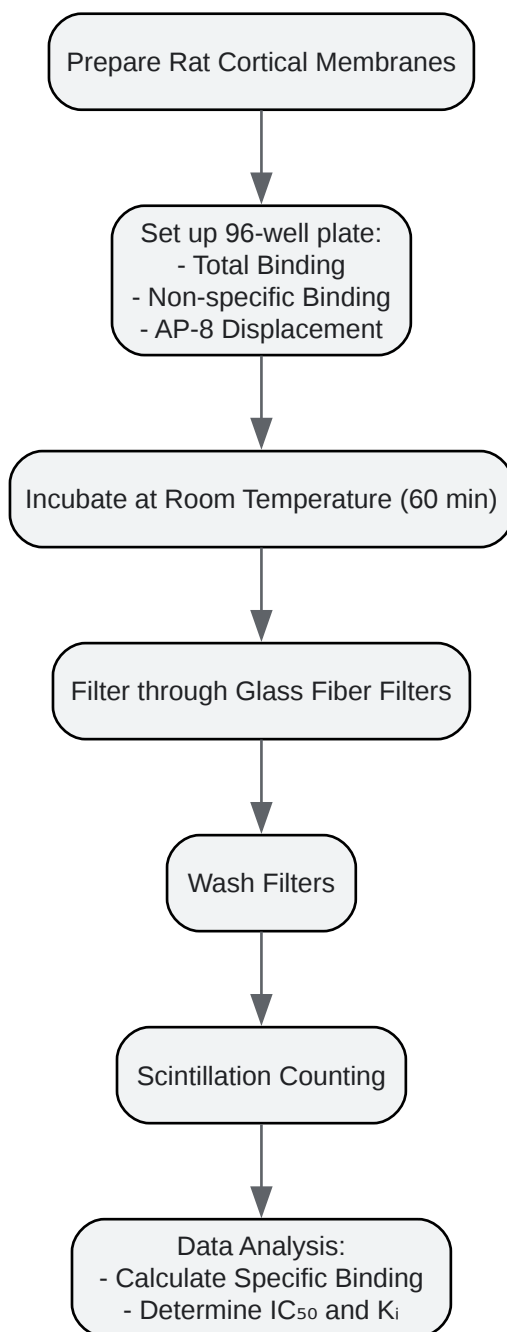 Prepare Rat Cortical Membranes
Set up 96-well plate:
- Total Binding
- Non-specific Binding
- AP-8 Displacement
Incubate at Room Temperature (60 min)
Filter through Glass Fiber Filters
Wash Filters
Scintillation Counting
Data Analysis:
- Calculate Specific Binding
- Determine IC₅₀ and Kᵢ